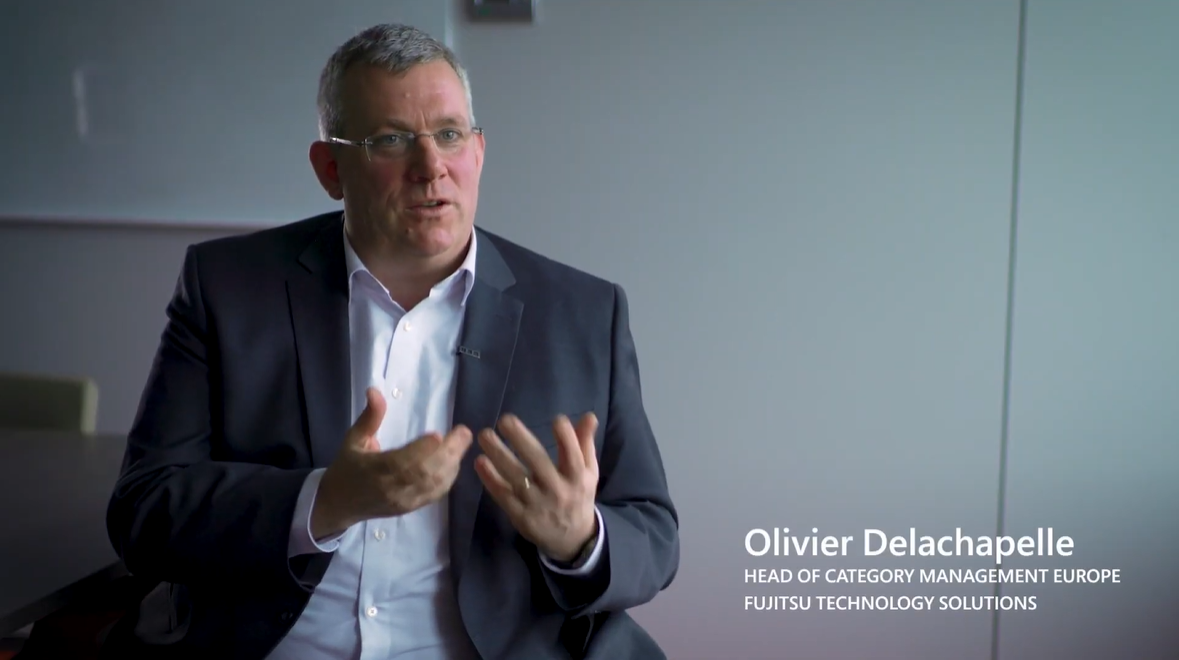 Olivier Delachapelle
HEAD OF CATEGORY MANAGEMENT EUROPE
FUJITSU TECHNOLOGY SOLUTIONS